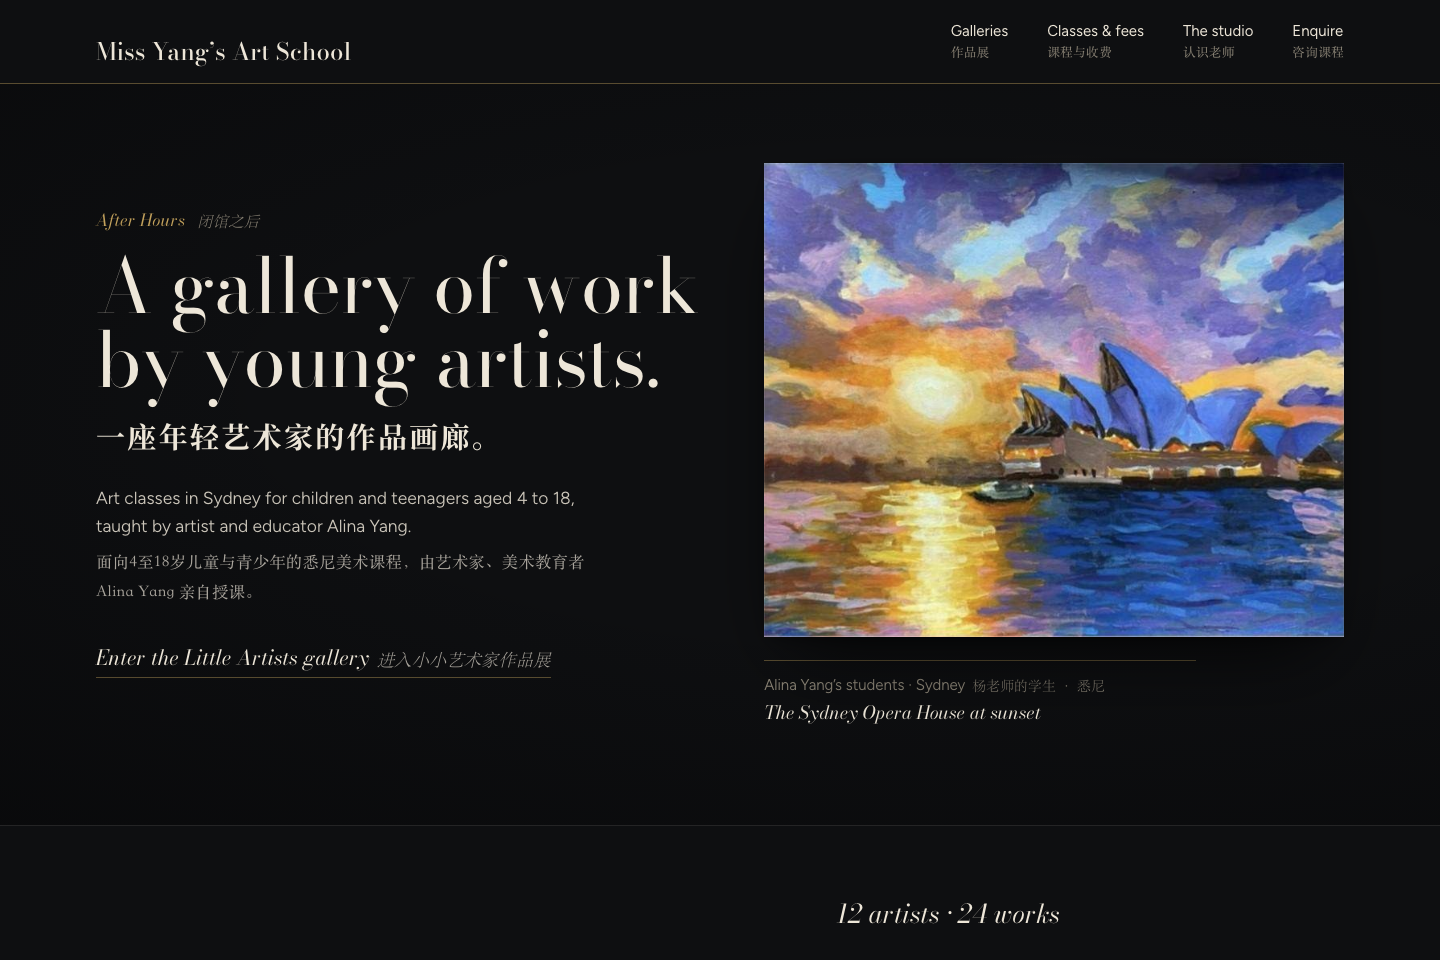 Miss Yang's Art School
Galleries
作品展
Classes & fees
课程与收费
The studio
认识老师
Enquire
咨询课程
After Hours 闭馆之后
A gallery of work
by young artists.
一座年轻艺术家的作品画廊。
Art classes in Sydney for children and teenagers aged 4 to 18,
taught by artist and educator Alina Yang.
面向4至18岁儿童与青少年的悉尼美术课程，由艺术家、美术教育者
Alina Yang 亲自授课。
Enter the Little Artists gallery 进入小小艺术家作品展
Alina Yang's students · Sydney 杨老师的学生 · 悉尼
The Sydney Opera House at sunset
12 artists · 24 works